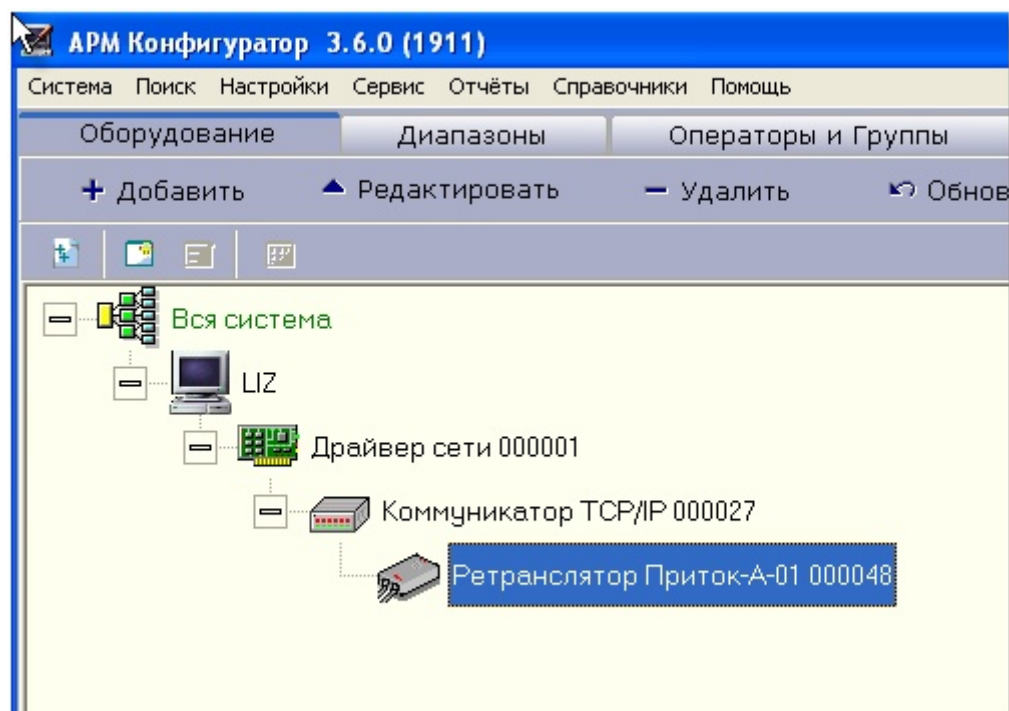 АРМ Конфигуратор 3.6.0 (1911)
Система Поиск Настройки Сервис Отчёты Справочники Помощь
Оборудование Диапазоны Операторы и Группы
Добавить Редактировать Удалить Обнов
Вся система
LIZ
Драйвер сети 000001
Коммуникатор TCP/IP 000027
Ретранслятор Приток-А-01 000048